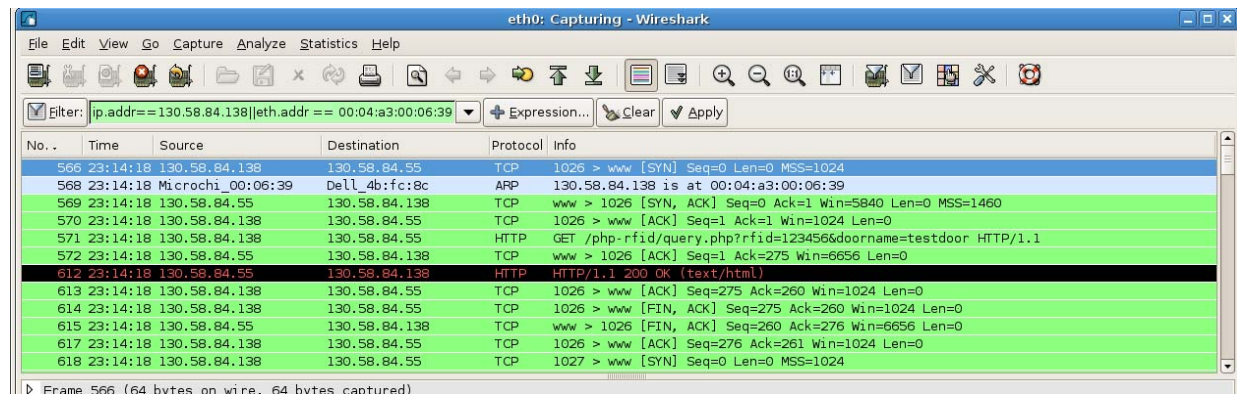 eth0: Capturing - Wireshark
File Edit View Go Capture Analyze Statistics Help
Filter: ip.addr==130.58.84.138||eth.addr == 00:04:a3:00:06:39 Expression... Clear Apply
No. . Time Source Destination Protocol Info
566 23:14:18 130.58.84.138 130.58.84.55 TCP 1026 > www [SYN] Seq=0 Len=0 MSS=1024
568 23:14:18 Microchi_00:06:39 Dell_4b:fc:8c ARP 130.58.84.138 is at 00:04:a3:00:06:39
569 23:14:18 130.58.84.55 130.58.84.138 TCP www > 1026 [SYN, ACK] Seq=0 Ack=1 Win=5840 Len=0 MSS=1460
570 23:14:18 130.58.84.138 130.58.84.55 TCP 1026 > www [ACK] Seq=1 Ack=1 Win=1024 Len=0
571 23:14:18 130.58.84.138 130.58.84.55 HTTP GET /php-rfid/query.php?rfid=123456&doorname=testdoor HTTP/1.1
572 23:14:18 130.58.84.55 130.58.84.138 TCP www > 1026 [ACK] Seq=1 Ack=275 Win=6656 Len=0
612 23:14:18 130.58.84.55 130.58.84.138 HTTP HTTP/1.1 200 OK (text/html)
613 23:14:18 130.58.84.138 130.58.84.55 TCP 1026 > www [ACK] Seq=275 Ack=260 Win=1024 Len=0
614 23:14:18 130.58.84.138 130.58.84.55 TCP 1026 > www [FIN, ACK] Seq=275 Ack=260 Win=1024 Len=0
615 23:14:18 130.58.84.55 130.58.84.138 TCP www > 1026 [FIN, ACK] Seq=260 Ack=276 Win=6656 Len=0
617 23:14:18 130.58.84.138 130.58.84.55 TCP 1026 > www [ACK] Seq=276 Ack=261 Win=1024 Len=0
618 23:14:18 130.58.84.138 130.58.84.55 TCP 1027 > www [SYN] Seq=0 Len=0 MSS=1024
Frame 566 (64 bytes on wire, 64 bytes captured)